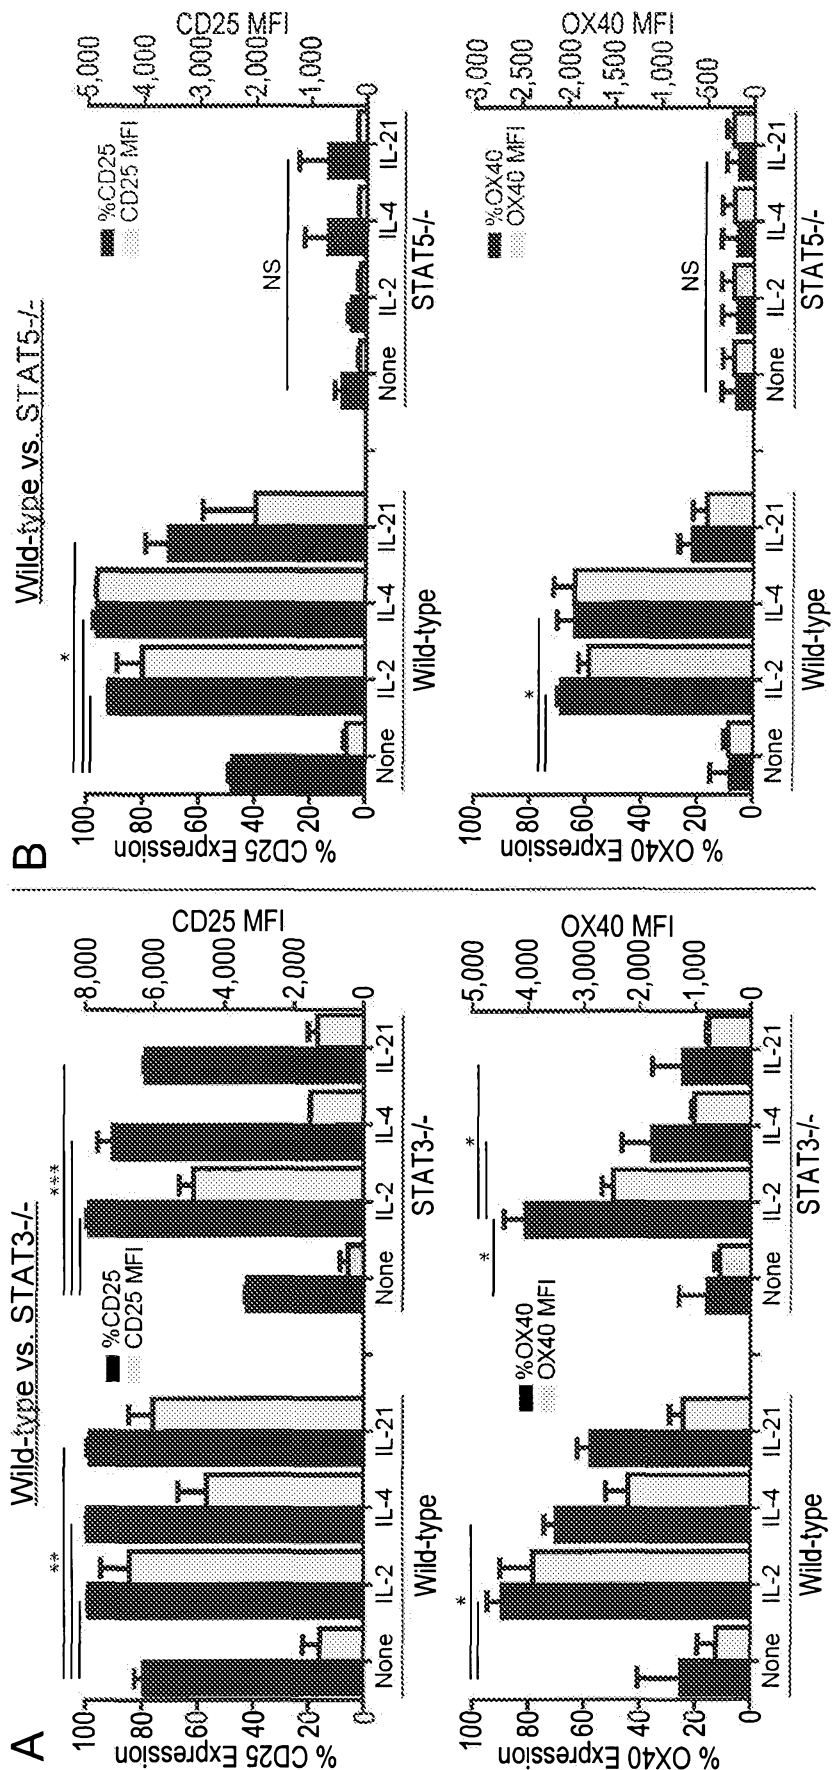 A
Wild-type vs. STAT3-/-
% CD25 Expression
100
80
60
40
20
0
CD25 MFI
8,000
6,000
4,000
2,000
0
**
***
%CD25
CD25 MFI
None IL-2 IL-4 IL-21 None IL-2 IL-4 IL-21
Wild-type STAT3-/-
% OX40 Expression
100
80
60
40
20
0
OX40 MFI
5,000
4,000
3,000
2,000
1,000
0
*
*
*
%OX40
OX40 MFI
None IL-2 IL-4 IL-21 None IL-2 IL-4 IL-21
Wild-type STAT3-/-
B
Wild-type vs. STAT5-/-
% CD25 Expression
100
80
60
40
20
0
CD25 MFI
5,000
4,000
3,000
2,000
1,000
0
*
NS
%CD25
CD25 MFI
None IL-2 IL-4 IL-21 None IL-2 IL-4 IL-21
Wild-type STAT5-/-
% OX40 Expression
100
80
60
40
20
0
OX40 MFI
3,000
2,500
2,000
1,500
1,000
500
0
*
NS
%OX40
OX40 MFI
None IL-2 IL-4 IL-21 None IL-2 IL-4 IL-21
Wild-type STAT5-/-